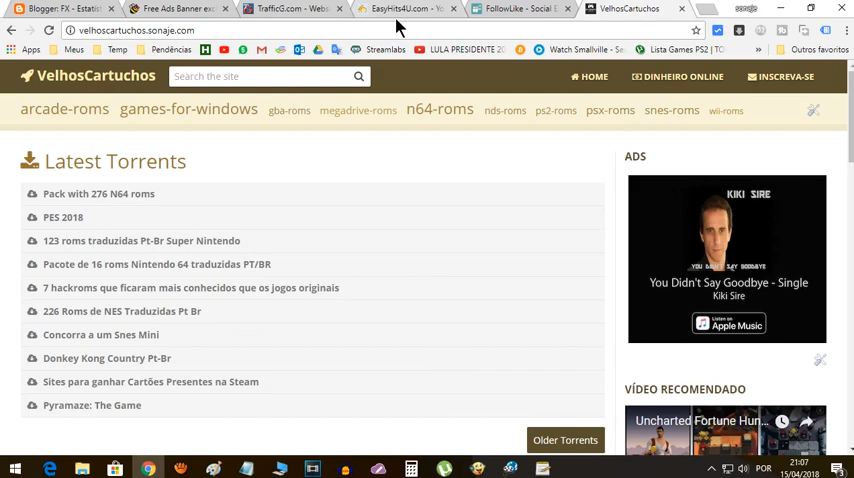 Blogger: FX - Estatís
Free Ads Banner exc
TrafficG.com - Webs
EasyHits4U.com - Yo
FollowLike - Social E
VelhosCartuchos
sonaje
velhoscartuchos.sonaje.com
Apps
Meus
Temp
Pendências
Streamlabs
LULA PRESIDENTE 20
Watch Smallville - Se
Lista Games PS2 | TO
Outros favoritos
VelhosCartuchos
Search the site
HOME
DINHEIRO ONLINE
INSCREVA-SE
arcade-roms games-for-windows gba-roms megadrive-roms n64-roms nds-roms ps2-roms psx-roms snes-roms wii-roms
Latest Torrents
Pack with 276 N64 roms
PES 2018
123 roms traduzidas Pt-Br Super Nintendo
Pacote de 16 roms Nintendo 64 traduzidas PT/BR
7 hackroms que ficaram mais conhecidos que os jogos originais
226 Roms de NES Traduzidas Pt Br
Concorra a um Snes Mini
Donkey Kong Country Pt-Br
Sites para ganhar Cartões Presentes na Steam
Pyramaze: The Game
Older Torrents
ADS
KIKI SIRE
YOU DIDN'T SAY GOODBYE
You Didn't Say Goodbye - Single
Kiki Sire
Listen on
Apple Music
VÍDEO RECOMENDADO
Uncharted Fortune Hun...
POR
21:07
15/04/2018
3